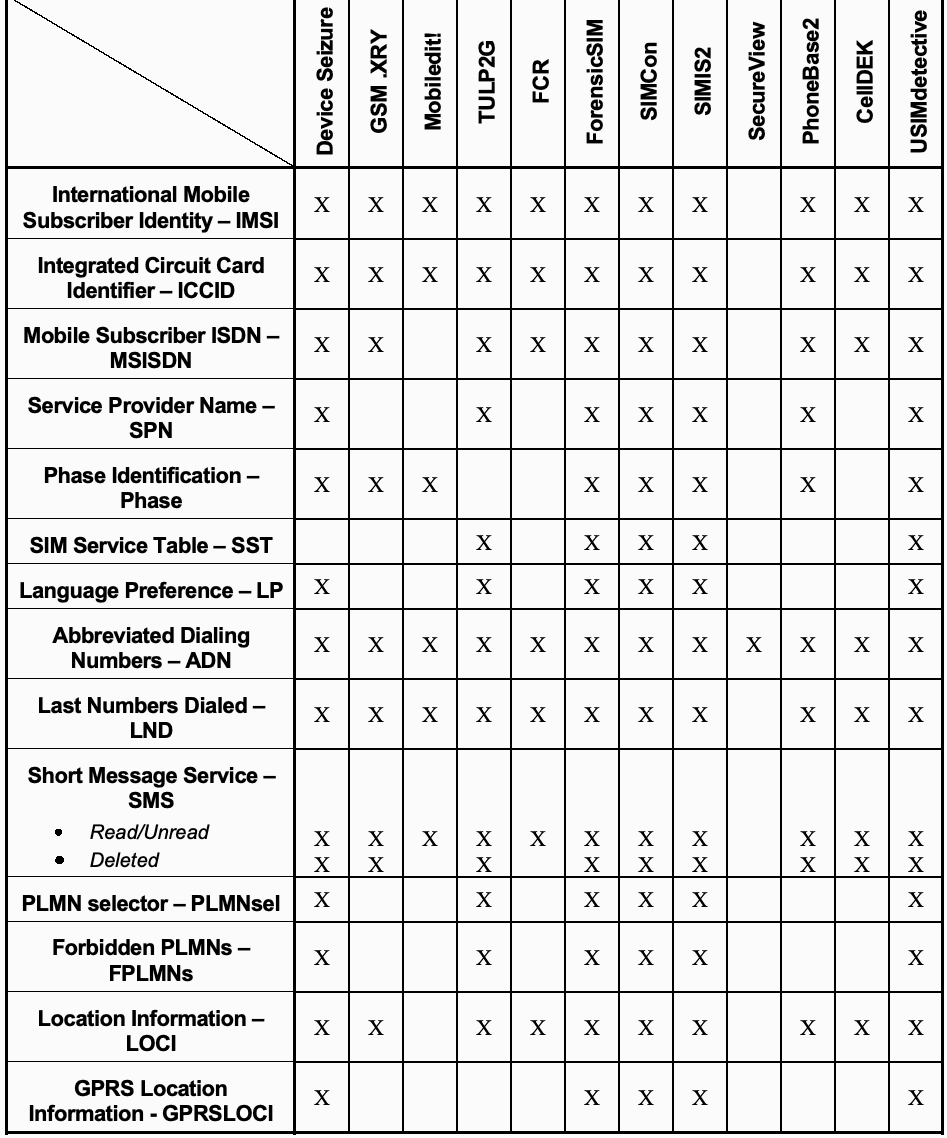 Device Seizure GSM .XRY Mobiledit! TULP2G FCR ForensicSIM SIMCon SIMIS2 SecureView PhoneBase2 CellDEK USIMdetective
International Mobile
Subscriber Identity – IMSI X X X X X X X X X X X
Integrated Circuit Card
Identifier – ICCID X X X X X X X X X X X
Mobile Subscriber ISDN –
MSISDN X X X X X X X X X X
Service Provider Name –
SPN X X X X X X X
Phase Identification –
Phase X X X X X X X X
SIM Service Table – SST X X X X X
Language Preference – LP X X X X X X
Abbreviated Dialing
Numbers – ADN X X X X X X X X X X X X
Last Numbers Dialed –
LND X X X X X X X X X X X
Short Message Service –
SMS
• Read/Unread X X X X X X X X X X X
• Deleted X X X X X X X X X
PLMN selector – PLMNsel X X X X X X
Forbidden PLMNs –
FPLMNs X X X X X X
Location Information –
LOCI X X X X X X X X X X
GPRS Location
Information - GPRSLOCI X X X X X